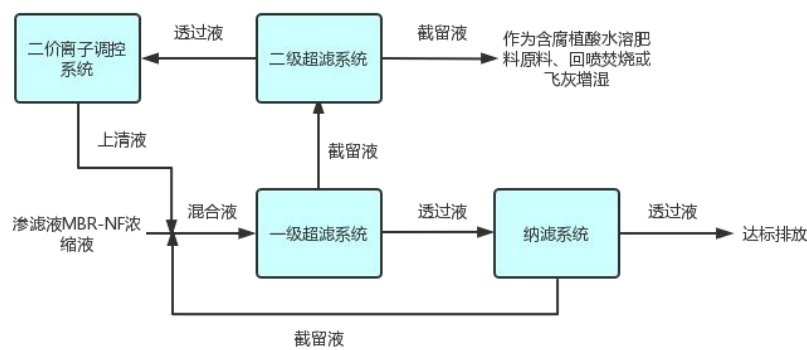 二价离子调控
系统
透过液
二级超滤系统
截留液
作为含腐植酸水溶肥
料原料、回喷焚烧或
飞灰增湿
上清液
截留液
渗滤液MBR-NF浓
缩液
混合液
一级超滤系统
透过液
纳滤系统
透过液
达标排放
截留液